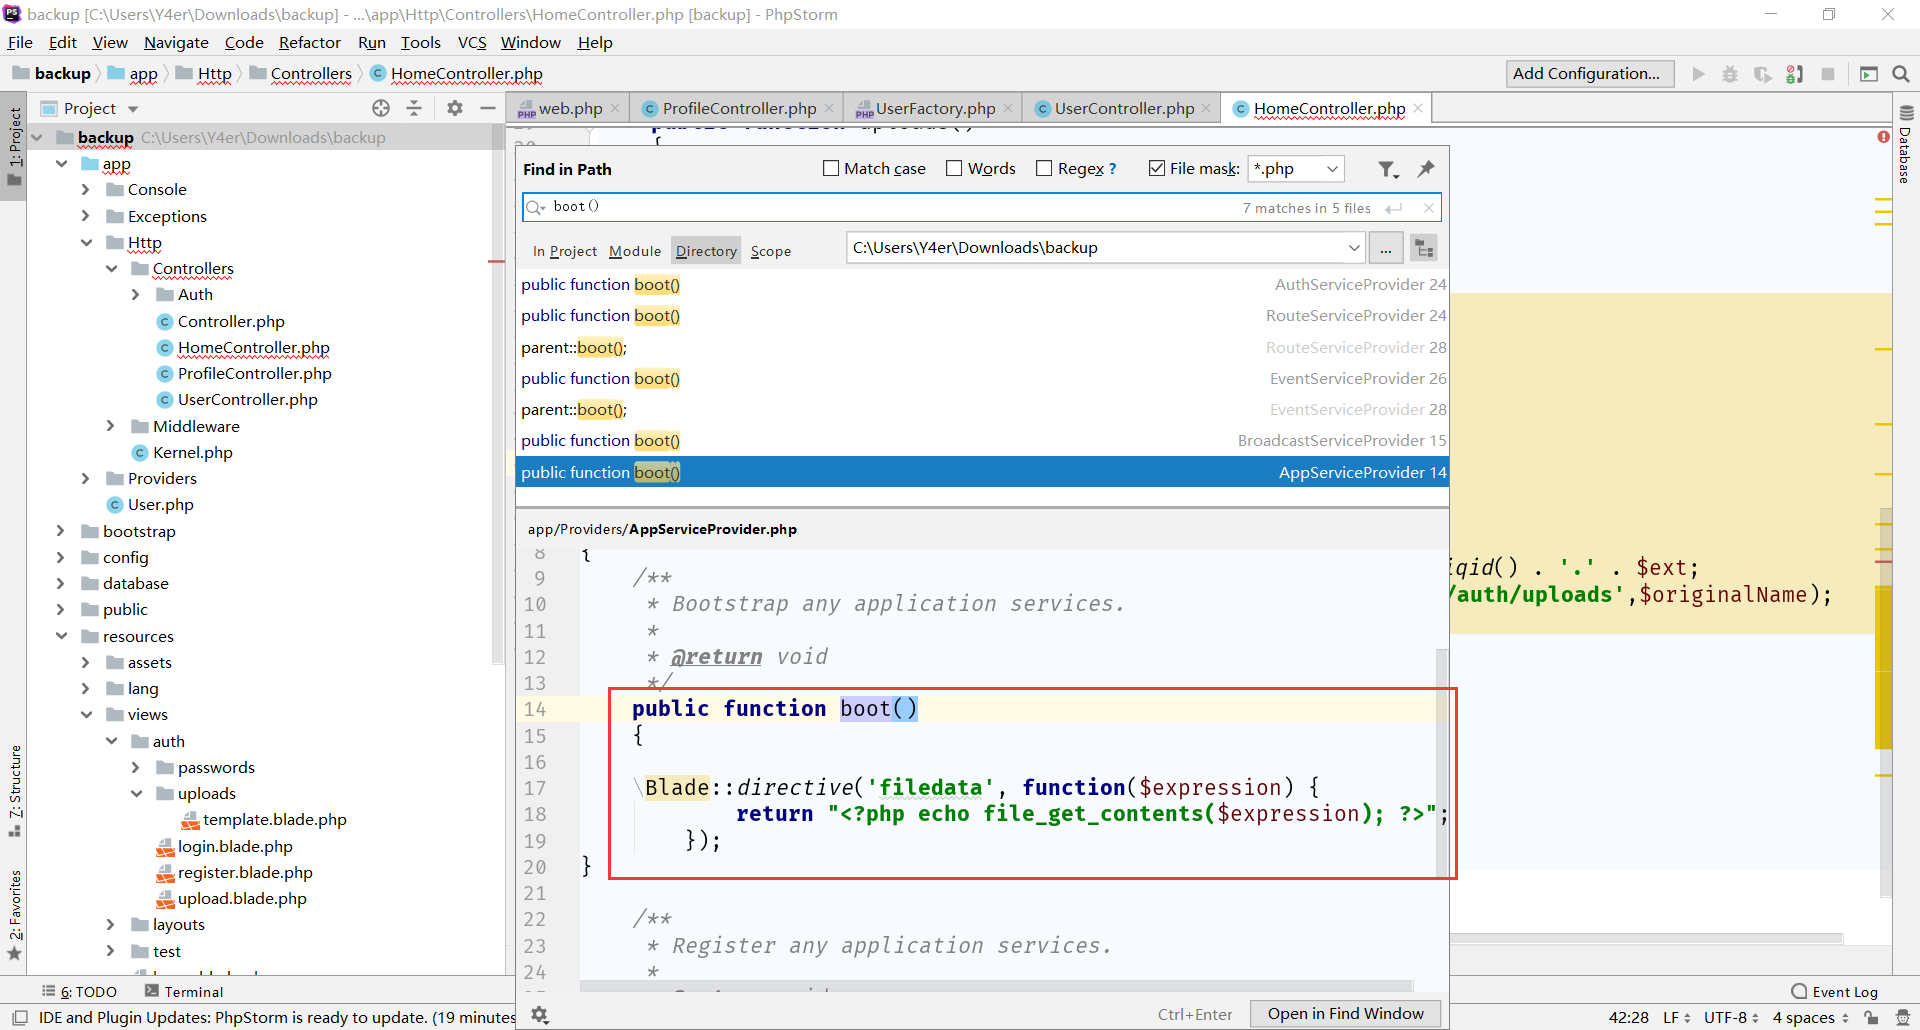 backup [C:\Users\Y4er\Downloads\backup] - ...\app\Http\Controllers\HomeController.php [backup] - PhpStorm
File Edit View Navigate Code Refactor Run Tools VCS Window Help
backup app Http Controllers HomeController.php Add Configuration...
Project
web.php ProfileController.php UserFactory.php UserController.php HomeController.php
1: Project
7: Structure
2: Favorites
Database
backup C:\Users\Y4er\Downloads\backup
app
Console
Exceptions
Http
Controllers
Auth
Controller.php
HomeController.php
ProfileController.php
UserController.php
Middleware
Kernel.php
Providers
User.php
bootstrap
config
database
public
resources
assets
lang
views
auth
passwords
uploads
template.blade.php
login.blade.php
register.blade.php
upload.blade.php
layouts
test
Find in Path Match case Words Regex ? File mask: *.php
boot() 7 matches in 5 files
In Project Module Directory Scope C:\Users\Y4er\Downloads\backup ...
public function boot() AuthServiceProvider 24
public function boot() RouteServiceProvider 24
parent::boot(); RouteServiceProvider 28
public function boot() EventServiceProvider 26
parent::boot(); EventServiceProvider 28
public function boot() BroadcastServiceProvider 15
public function boot() AppServiceProvider 14
app/Providers/AppServiceProvider.php
8 {
9 /**
10 * Bootstrap any application services.
11 *
12 * @return void
13 */
14 public function boot()
15 {
16
17 \Blade::directive('filedata', function($expression) {
18 return "<?php echo file_get_contents($expression); ?>";
19 });
20 }
21
22 /**
23 * Register any application services.
24 *
iqid() . '.' . $ext;
/auth/uploads',$originalName);
Ctrl+Enter Open in Find Window
6: TODO Terminal Event Log
IDE and Plugin Updates: PhpStorm is ready to update. (19 minutes 42:28 LF UTF-8 4 spaces